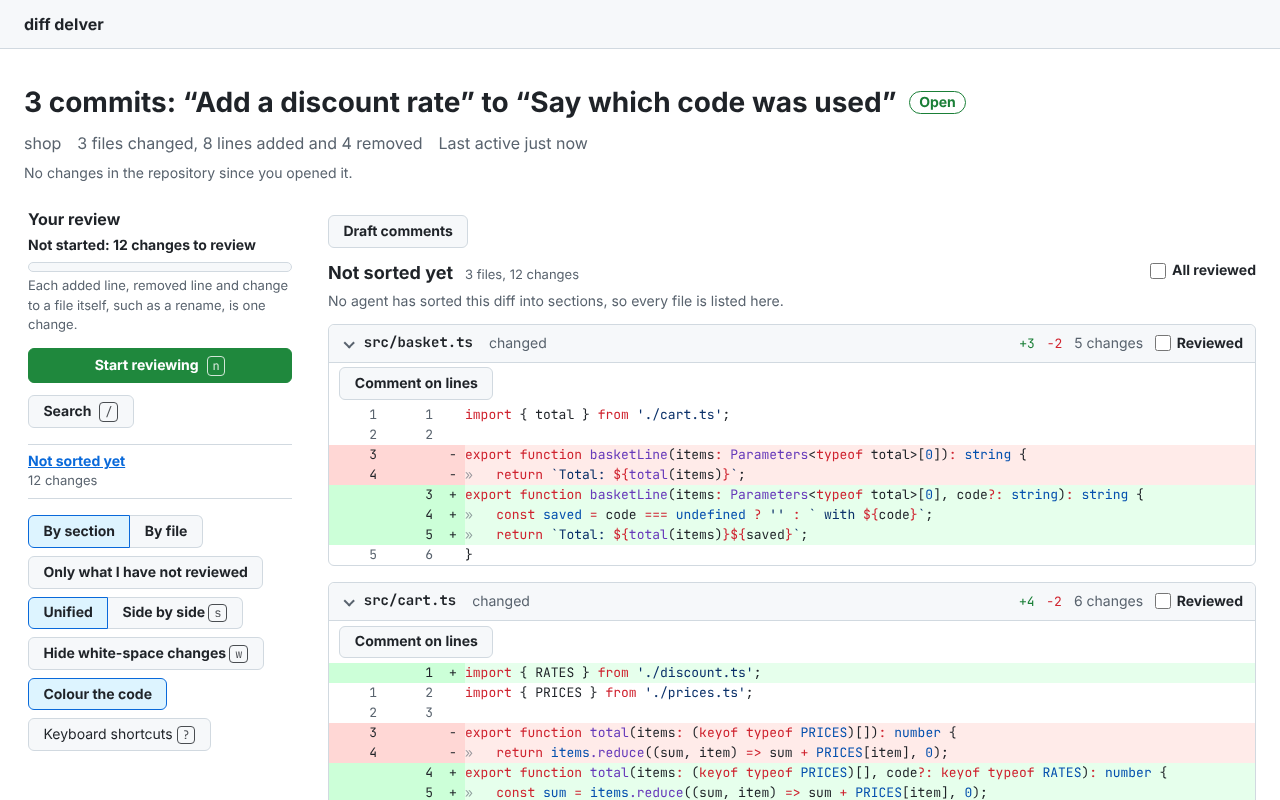 diff delver
3 commits: “Add a discount rate” to “Say which code was used” Open
shop 3 files changed, 8 lines added and 4 removed Last active just now
No changes in the repository since you opened it.
Your review
Not started: 12 changes to review
Each added line, removed line and change
to a file itself, such as a rename, is one
change.
Start reviewing n
Search /
Not sorted yet
12 changes
By section By file
Only what I have not reviewed
Unified Side by side s
Hide white-space changes w
Colour the code
Keyboard shortcuts ?
Draft comments
Not sorted yet 3 files, 12 changes All reviewed
No agent has sorted this diff into sections, so every file is listed here.
src/basket.ts changed +3 -2 5 changes Reviewed
Comment on lines
1 1 import { total } from './cart.ts';
2 2
3 - export function basketLine(items: Parameters<typeof total>[0]): string {
4 - » return `Total: ${total(items)}`;
3 + export function basketLine(items: Parameters<typeof total>[0], code?: string): string {
4 + » const saved = code === undefined ? '' : ` with ${code}`;
5 + » return `Total: ${total(items)}${saved}`;
5 6 }
src/cart.ts changed +4 -2 6 changes Reviewed
Comment on lines
1 + import { RATES } from './discount.ts';
1 2 import { PRICES } from './prices.ts';
2 3
3 - export function total(items: (keyof typeof PRICES)[]): number {
4 - » return items.reduce((sum, item) => sum + PRICES[item], 0);
4 + export function total(items: (keyof typeof PRICES)[], code?: keyof typeof RATES): number {
5 + » const sum = items.reduce((sum, item) => sum + PRICES[item], 0);